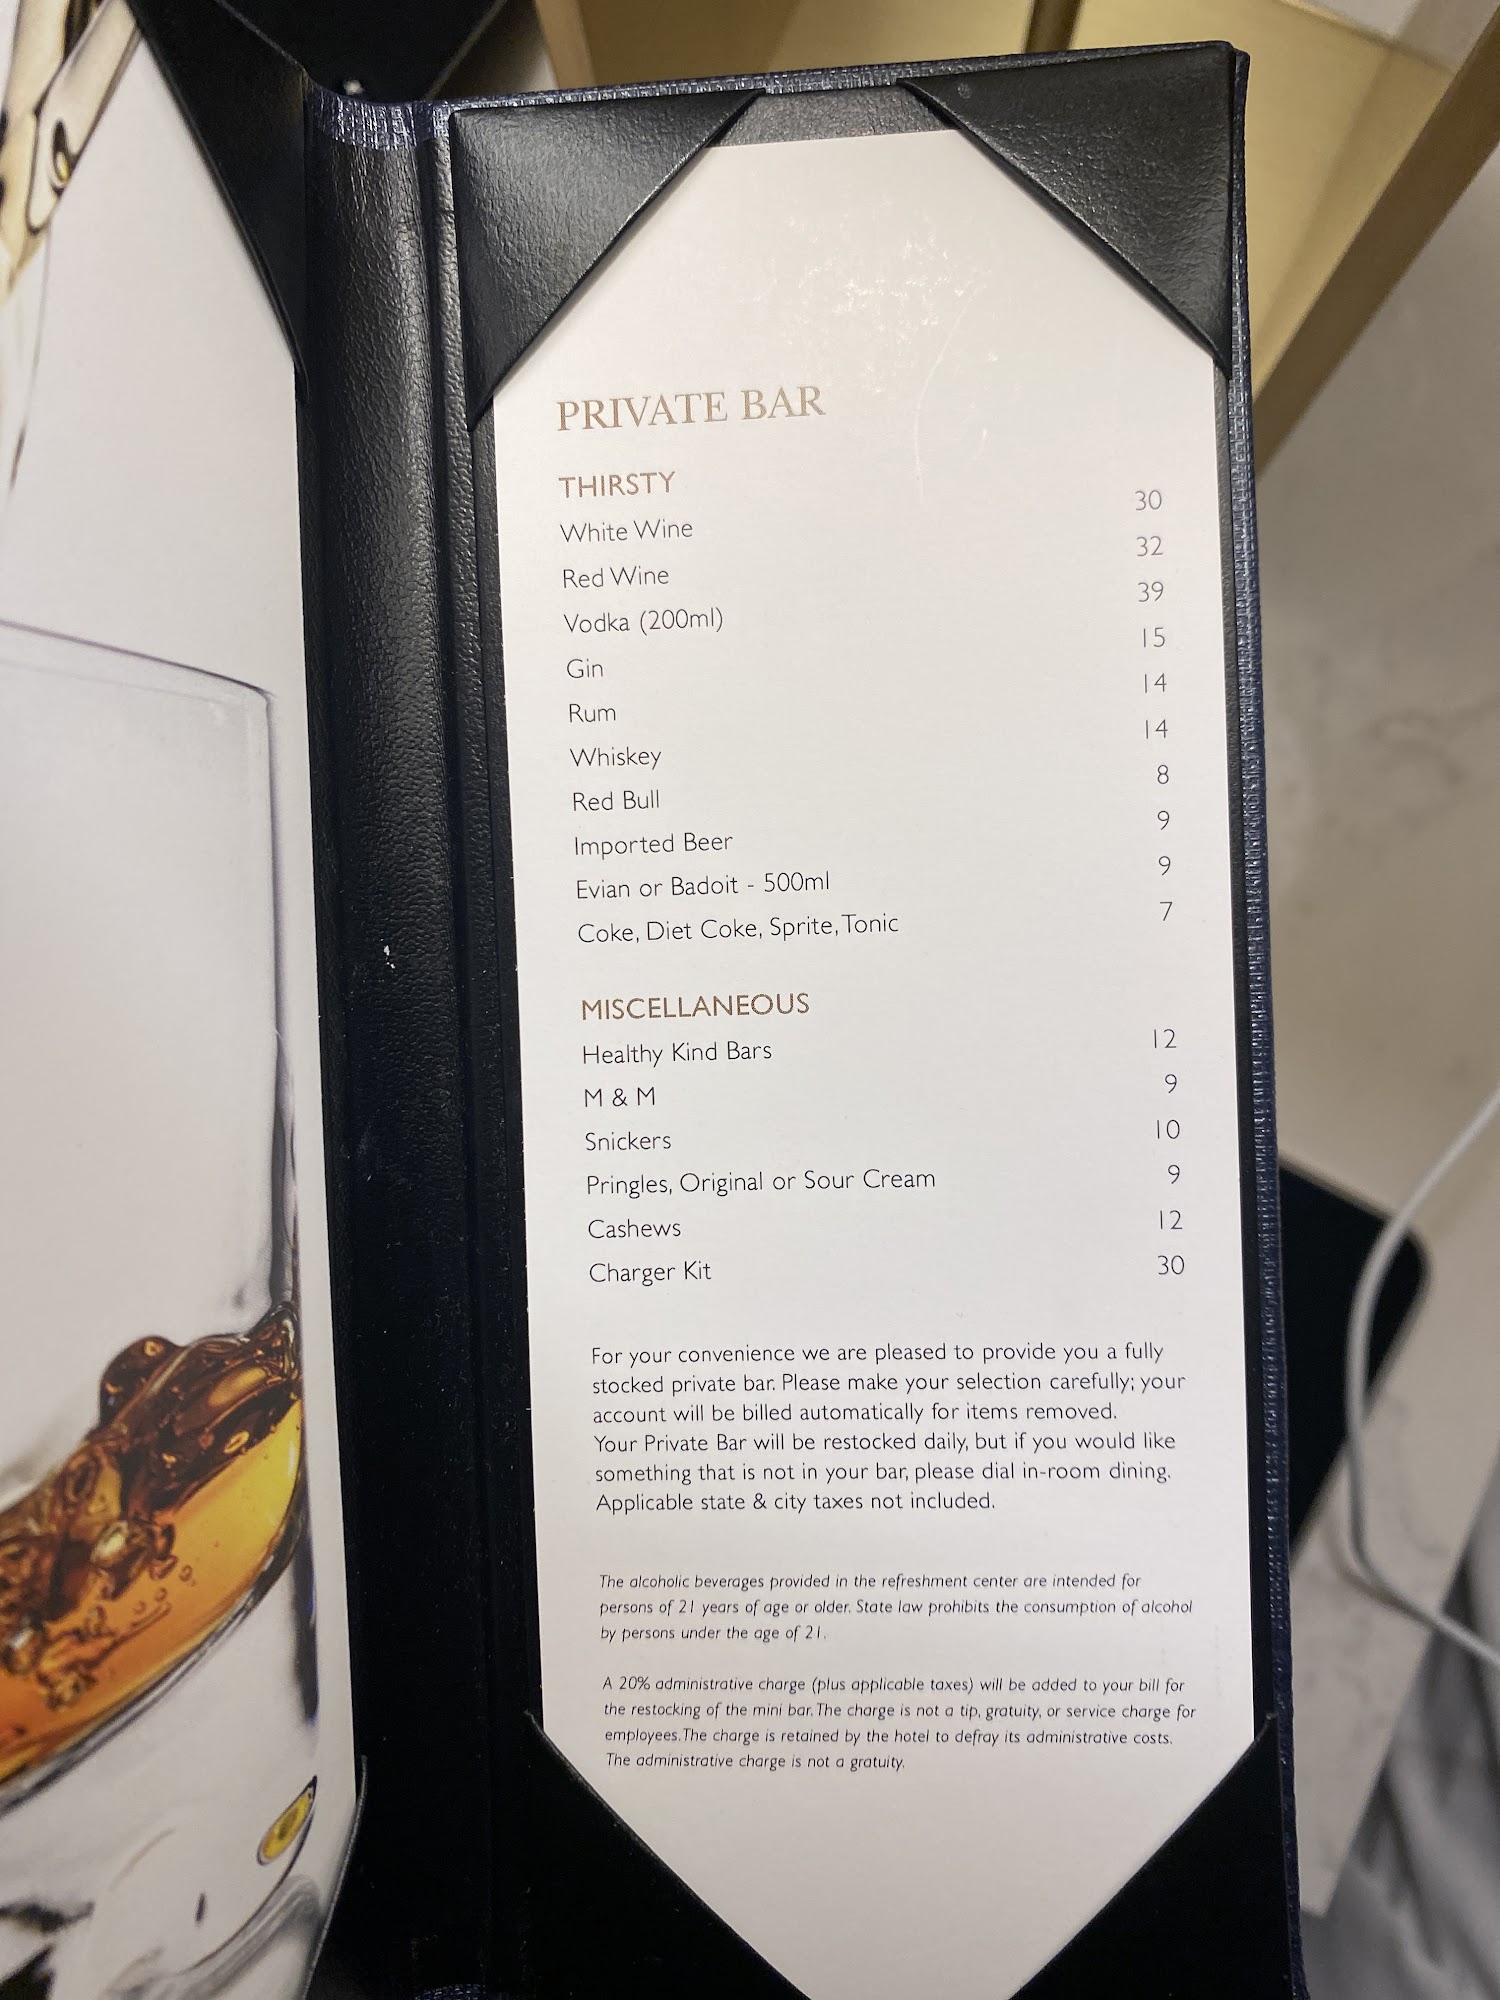 PRIVATE BAR
THIRSTY
White Wine 30
Red Wine 32
Vodka (200ml) 39
Gin 15
Rum 14
Whiskey 14
Red Bull 8
Imported Beer 9
Evian or Badoit - 500ml 9
Coke, Diet Coke, Sprite, Tonic 7
MISCELLANEOUS
Healthy Kind Bars 12
M & M 9
Snickers 10
Pringles, Original or Sour Cream 9
Cashews 12
Charger Kit 30
For your convenience we are pleased to provide you a fully
stocked private bar. Please make your selection carefully; your
account will be billed automatically for items removed.
Your Private Bar will be restocked daily, but if you would like
something that is not in your bar, please dial in-room dining.
Applicable state & city taxes not included.
The alcoholic beverages provided in the refreshment center are intended for
persons of 21 years of age or older. State law prohibits the consumption of alcohol
by persons under the age of 21.
A 20% administrative charge (plus applicable taxes) will be added to your bill for
the restocking of the mini bar. The charge is not a tip, gratuity, or service charge for
employees. The charge is retained by the hotel to defray its administrative costs.
The administrative charge is not a gratuity.